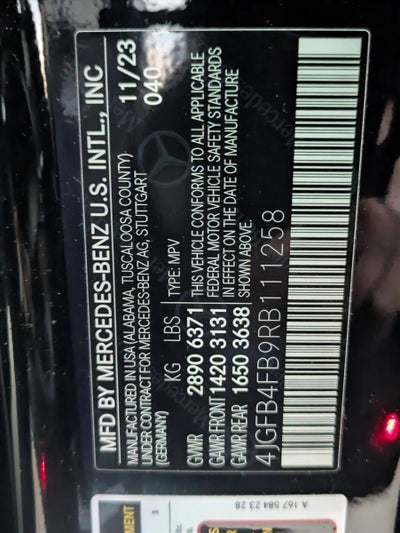 MFD BY MERCEDES-BENZ U.S. INTL., INC
MANUFACTURED IN USA (ALABAMA, TUSCALOOSA COUNTY) 11/23
UNDER CONTRACT FOR MERCEDES-BENZ AG, STUTTGART 040
(GERMANY)
KG LBS TYPE: MPV
GVWR 2890 6371 THIS VEHICLE CONFORMS TO ALL APPLICABLE
GAWR FRONT 1420 3131 FEDERAL MOTOR VEHICLE SAFETY STANDARDS
GAWR REAR 1650 3638 IN EFFECT ON THE DATE OF MANUFACTURE
SHOWN ABOVE.
4JGFB4FB9RB111258
A 167 584 23 28